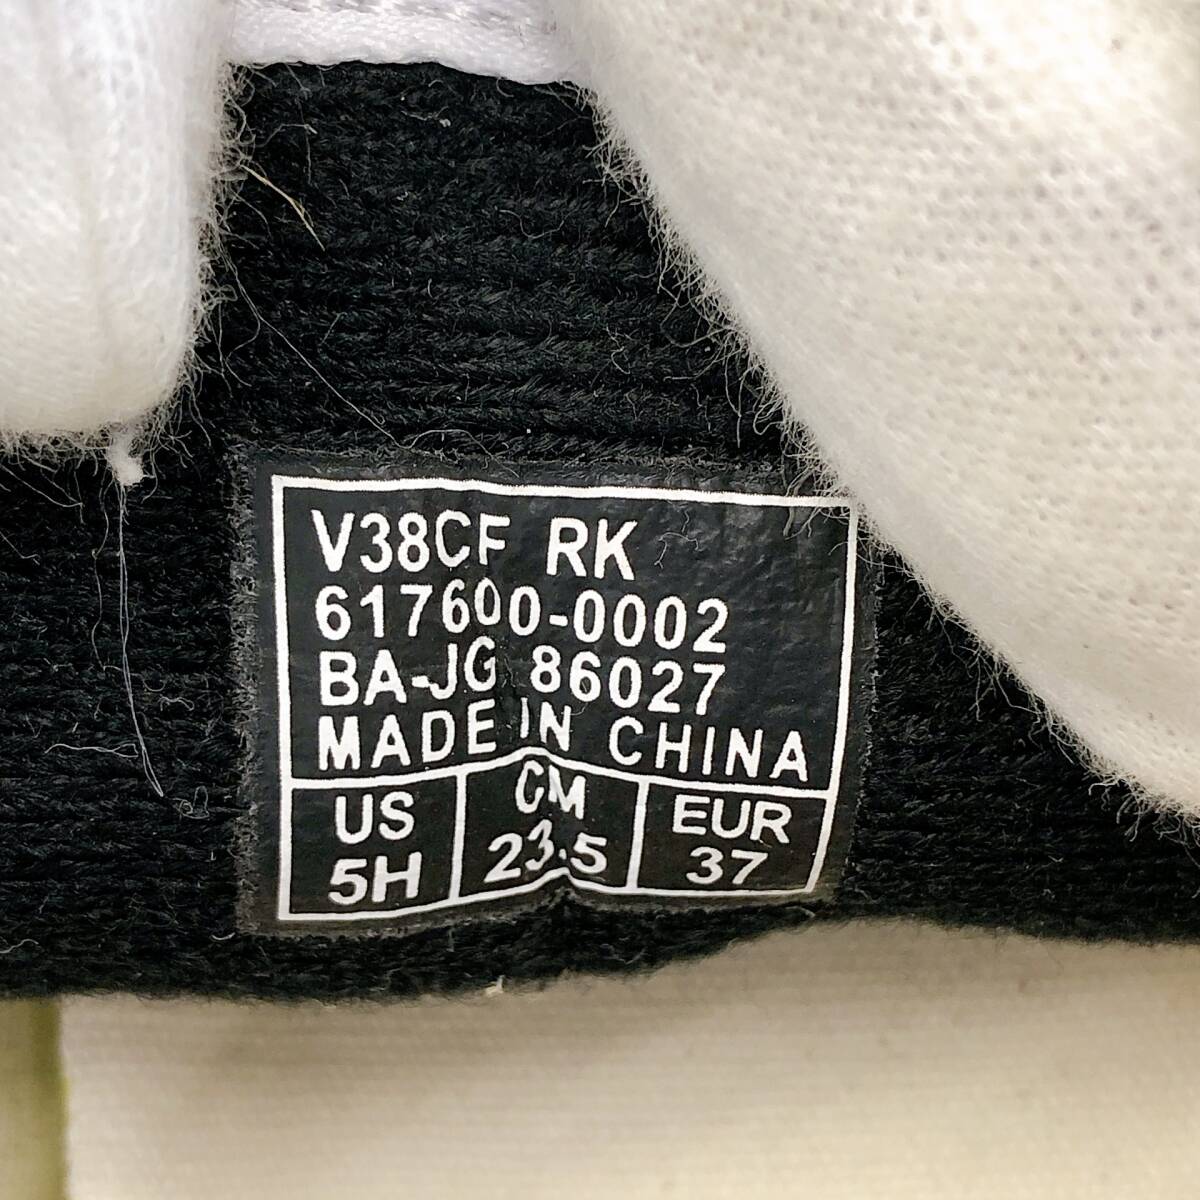 V38CF RK
617600-0002
BA-JG 86027
MADE IN CHINA
US CM EUR
5H 23.5 37